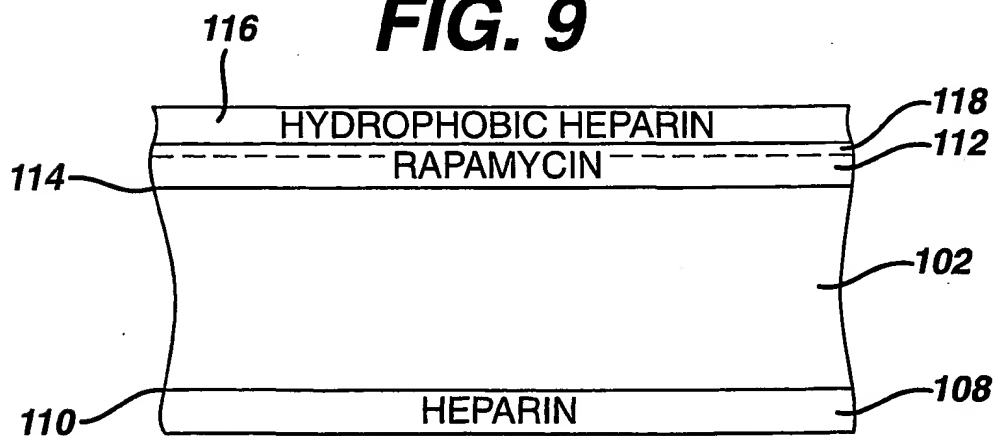 FIG. 9
116
HYDROPHOBIC HEPARIN
118
RAPAMYCIN
112
114
102
HEPARIN
108
110